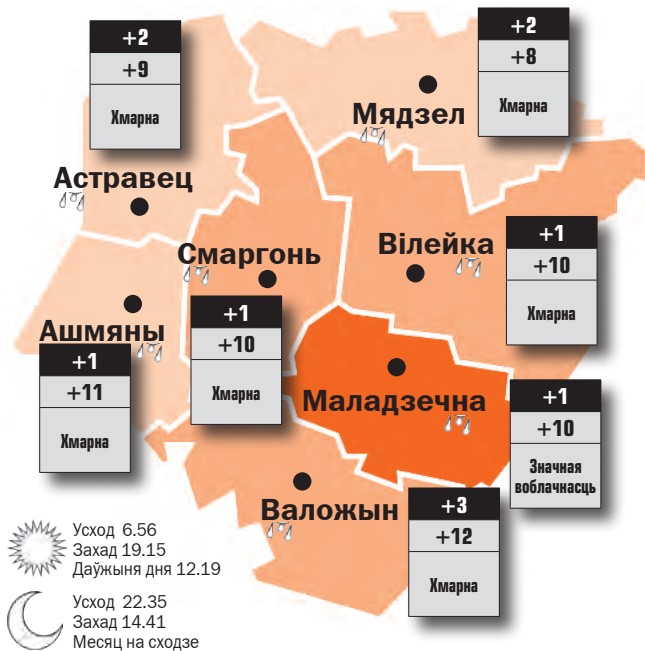 +2
+9
Хмарна
+2
+8
Хмарна
Мядзел
Астравец
Смаргонь
Вілейка
+1
+10
Хмарна
Ашмяны
+1
+11
Хмарна
+1
+10
Хмарна
Маладзечна
+1
+10
Значная
воблачнасць
Валожын
+3
+12
Хмарна
Усход 6.56
Захад 19.15
Даўжыня дня 12.19
Усход 22.35
Захад 14.41
Месяц на сходзе